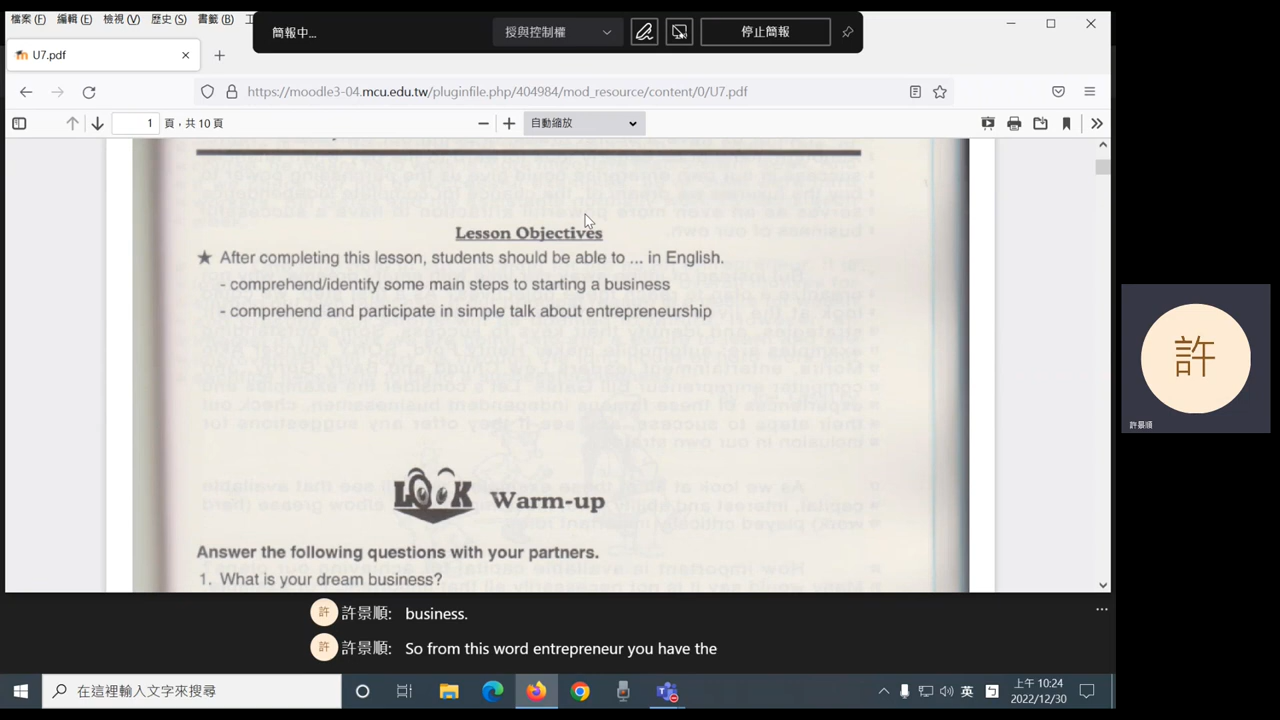 檔案(F) 編輯(E) 檢視(V) 歷史(S) 書籤(B)
簡報中...
授與控制權
停止簡報
U7.pdf
https://moodle3-04.mcu.edu.tw/pluginfile.php/404984/mod_resource/content/0/U7.pdf
1 頁，共 10 頁
自動縮放
Lesson Objectives
★ After completing this lesson, students should be able to ... in English.
- comprehend/identify some main steps to starting a business
- comprehend and participate in simple talk about entrepreneurship
LOOK Warm-up
Answer the following questions with your partners.
1. What is your dream business?
許
許景順
許 許景順: business.
許 許景順: So from this word entrepreneur you have the
在這裡輸入文字來搜尋
英
上午 10:24
2022/12/30